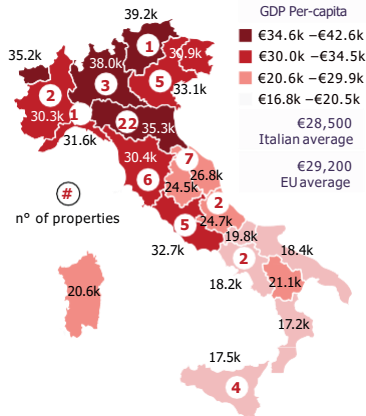 39.2k
GDP Per-capita
€34.6k –€42.6k
€30.0k –€34.5k
€20.6k –€29.9k
€16.8k –€20.5k
€28,500
Italian average
€29,200
EU average
35.2k
1
38.0k
30.9k
2
3
5
33.1k
30.3k
1
22
35.3k
31.6k
30.4k
7
26.8k
6
24.5k
#
n° of properties
2
24.7k
5
19.8k
32.7k
2
18.4k
18.2k
21.1k
20.6k
17.2k
17.5k
4